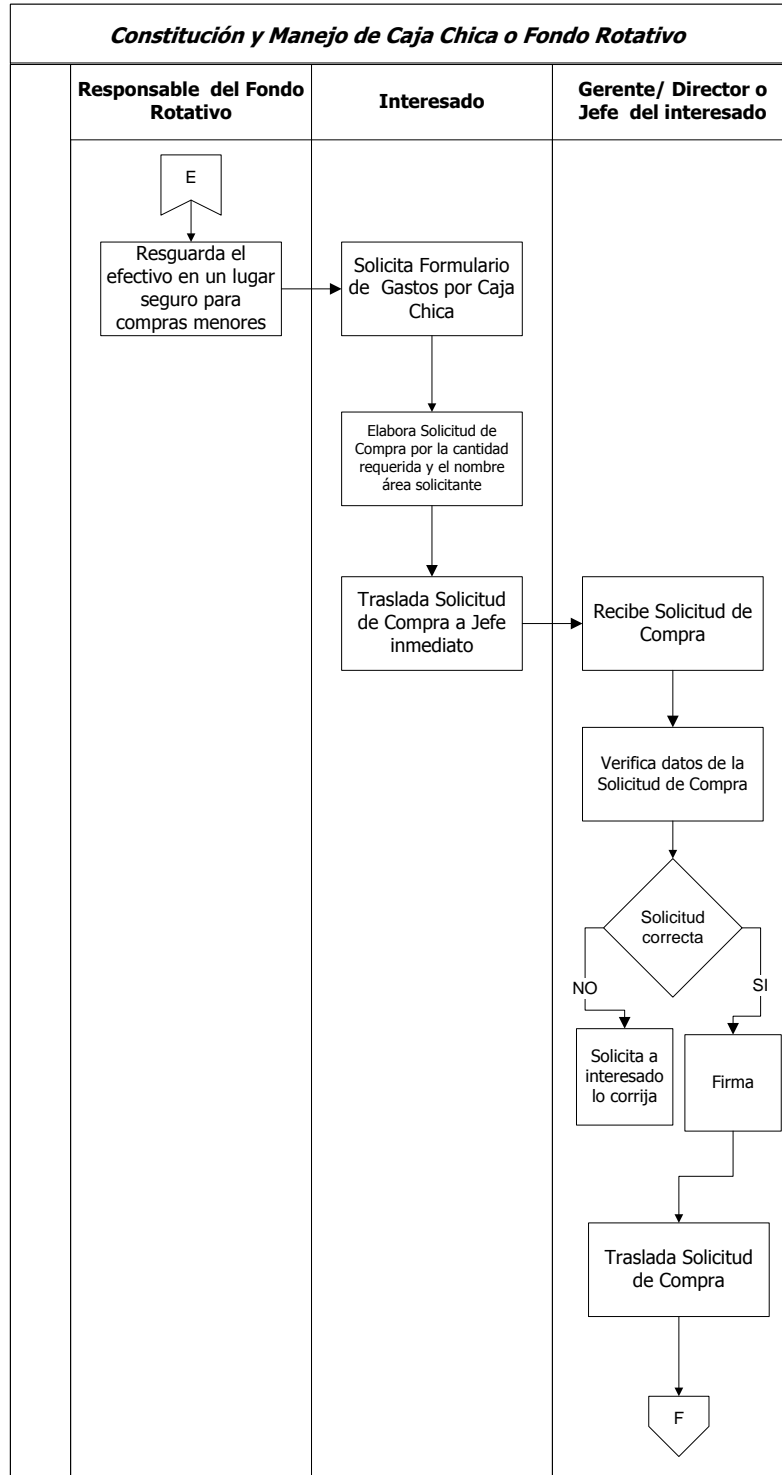 Constitución y Manejo de Caja Chica o Fondo Rotativo
Responsable del Fondo
Rotativo
Interesado
Gerente/ Director o
Jefe del interesado
E
Resguarda el
efectivo en un lugar
seguro para
compras menores
Solicita Formulario
de Gastos por Caja
Chica
Elabora Solicitud de
Compra por la cantidad
requerida y el nombre
área solicitante
Traslada Solicitud
de Compra a Jefe
inmediato
Recibe Solicitud de
Compra
Verifica datos de la
Solicitud de Compra
Solicitud
correcta
NO
SI
Solicita a
interesado
lo corrija
Firma
Traslada Solicitud
de Compra
F